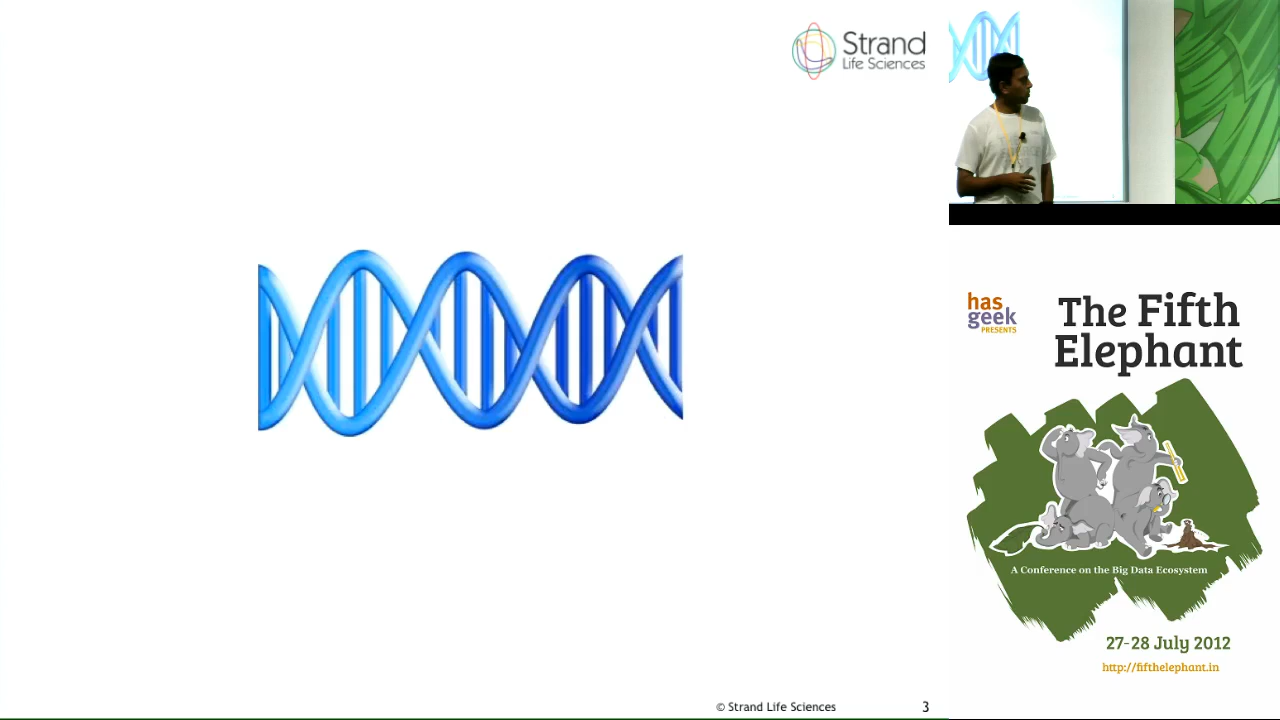 Strand
Life Sciences
© Strand Life Sciences
3
has
geek
PRESENTS
The Fifth
Elephant
A Conference on the Big Data Ecosystem
27-28 July 2012
http://fifthelephant.in